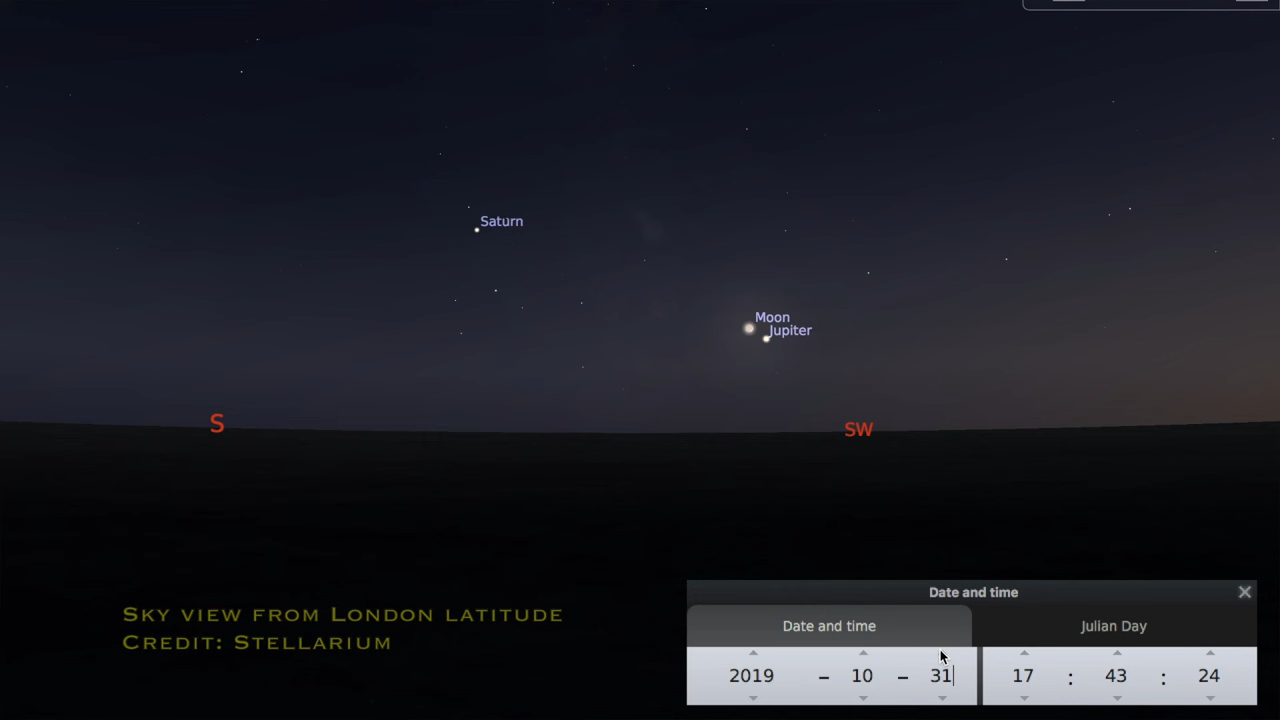 Saturn
Moon
Jupiter
S
SW
Date and time
Date and time Julian Day
SKY VIEW FROM LONDON LATITUDE
CREDIT: STELLARIUM
2019 – 10 – 31 17 : 43 : 24